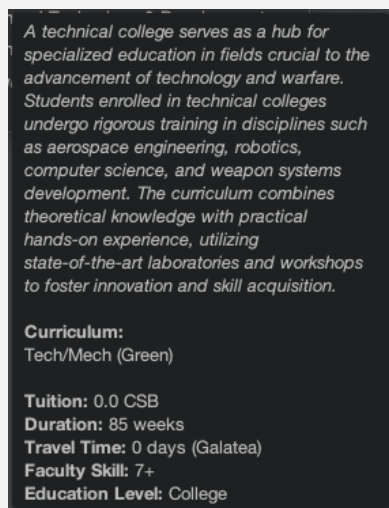 A technical college serves as a hub for
specialized education in fields crucial to the
advancement of technology and warfare.
Students enrolled in technical colleges
undergo rigorous training in disciplines such
as aerospace engineering, robotics,
computer science, and weapon systems
development. The curriculum combines
theoretical knowledge with practical
hands-on experience, utilizing
state-of-the-art laboratories and workshops
to foster innovation and skill acquisition.
Curriculum:
Tech/Mech (Green)
Tuition: 0.0 CSB
Duration: 85 weeks
Travel Time: 0 days (Galatea)
Faculty Skill: 7+
Education Level: College